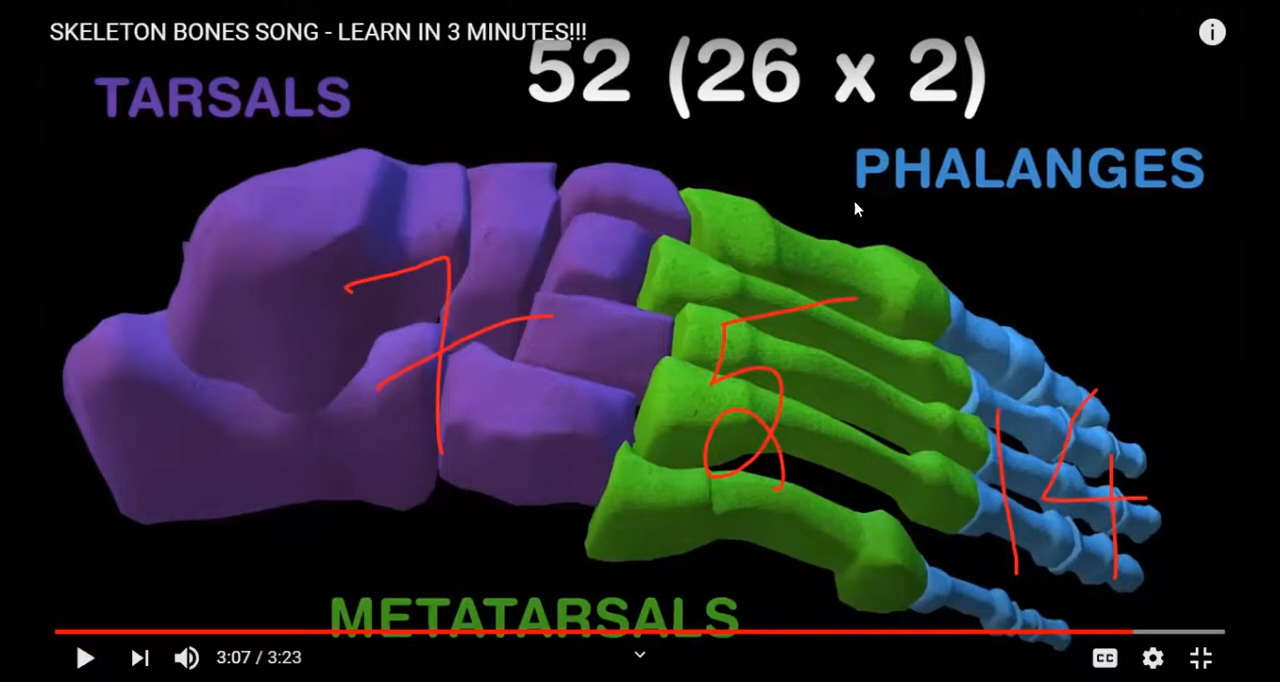 SKELETON BONES SONG - LEARN IN 3 MINUTES!!!
52 (26 x 2)
TARSALS
PHALANGES
7
5
14
METATARSALS
3:07 / 3:23
CC